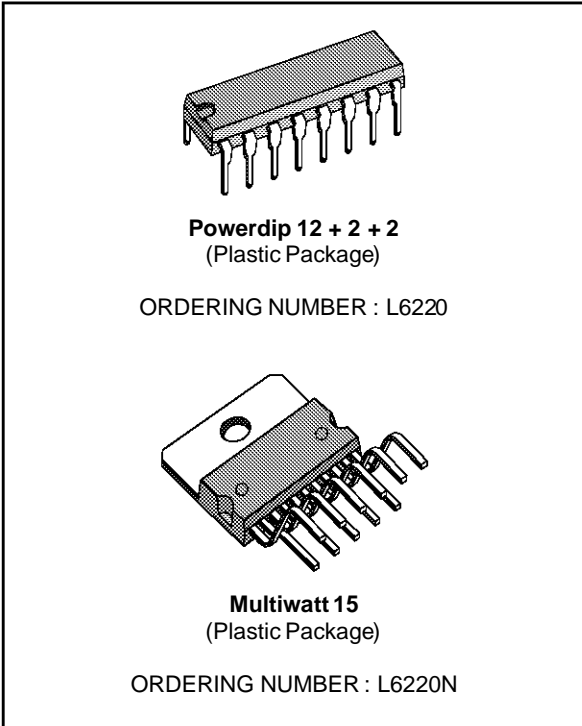 Powerdip 12 + 2 + 2
(Plastic Package)
ORDERING NUMBER : L6220
Multiwatt 15
(Plastic Package)
ORDERING NUMBER : L6220N